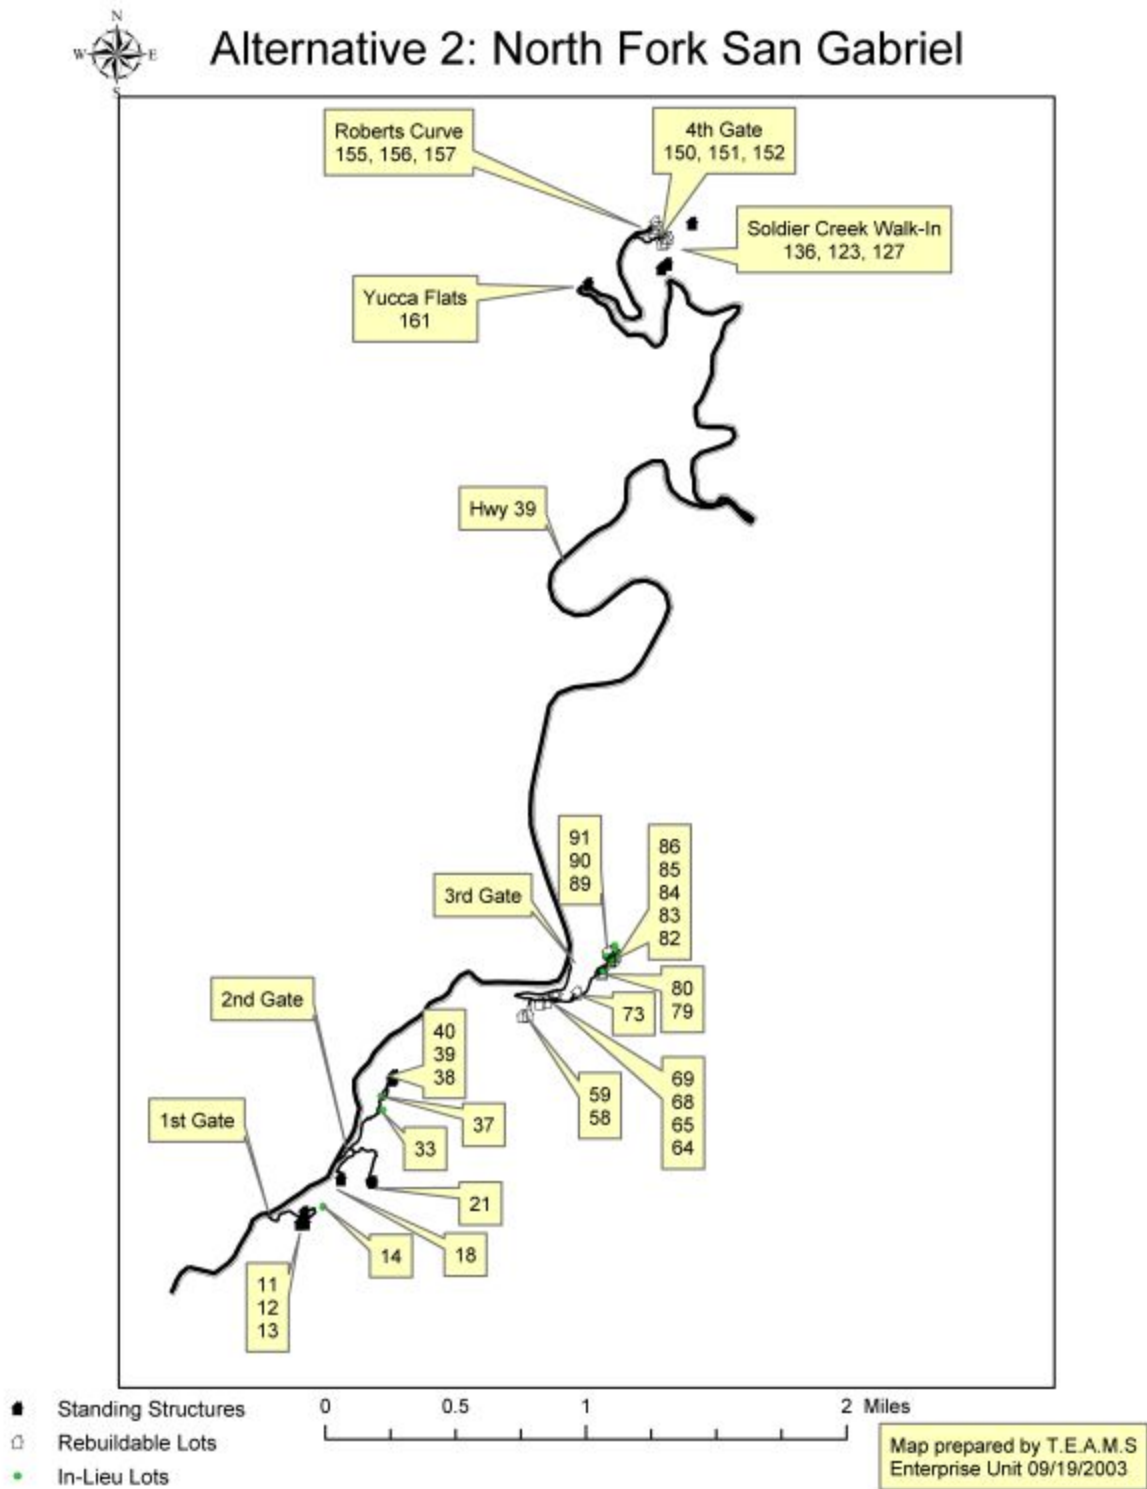 N
W
E
S
Alternative 2: North Fork San Gabriel
Roberts Curve
155, 156, 157
4th Gate
150, 151, 152
Soldier Creek Walk-In
136, 123, 127
Yucca Flats
161
Hwy 39
91
90
89
86
85
84
83
82
3rd Gate
80
79
73
2nd Gate
40
39
38
59
58
69
68
65
64
37
1st Gate
33
21
14
18
11
12
13
Standing Structures
Rebuildable Lots
In-Lieu Lots
0 0.5 1 2 Miles
Map prepared by T.E.A.M.S
Enterprise Unit 09/19/2003